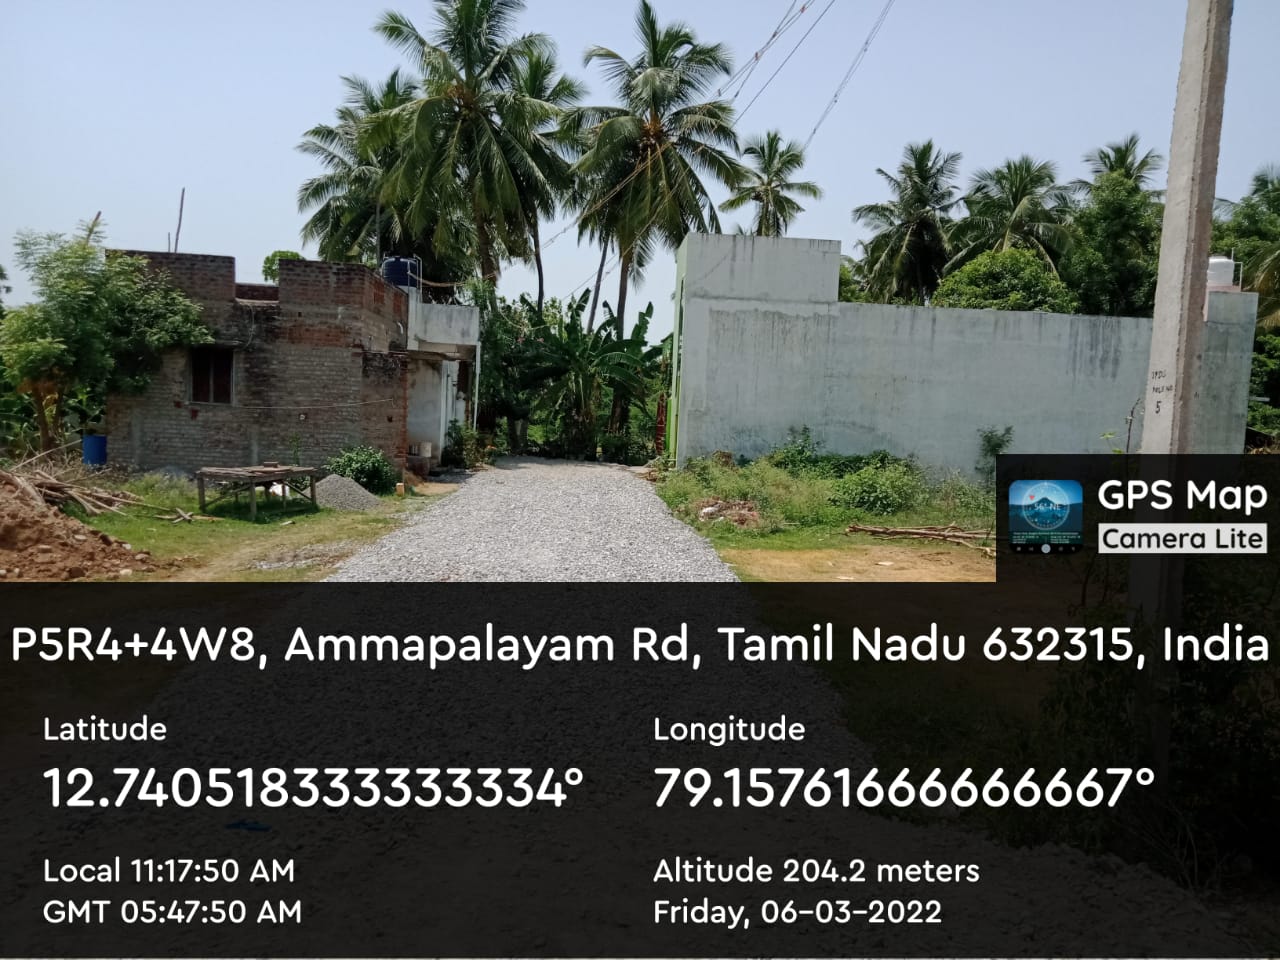 5
GPS Map
Camera Lite
P5R4+4W8, Ammapalayam Rd, Tamil Nadu 632315, India
Latitude
Longitude
12.740518333333334°
79.15761666666667°
Local 11:17:50 AM
Altitude 204.2 meters
GMT 05:47:50 AM
Friday, 06-03-2022